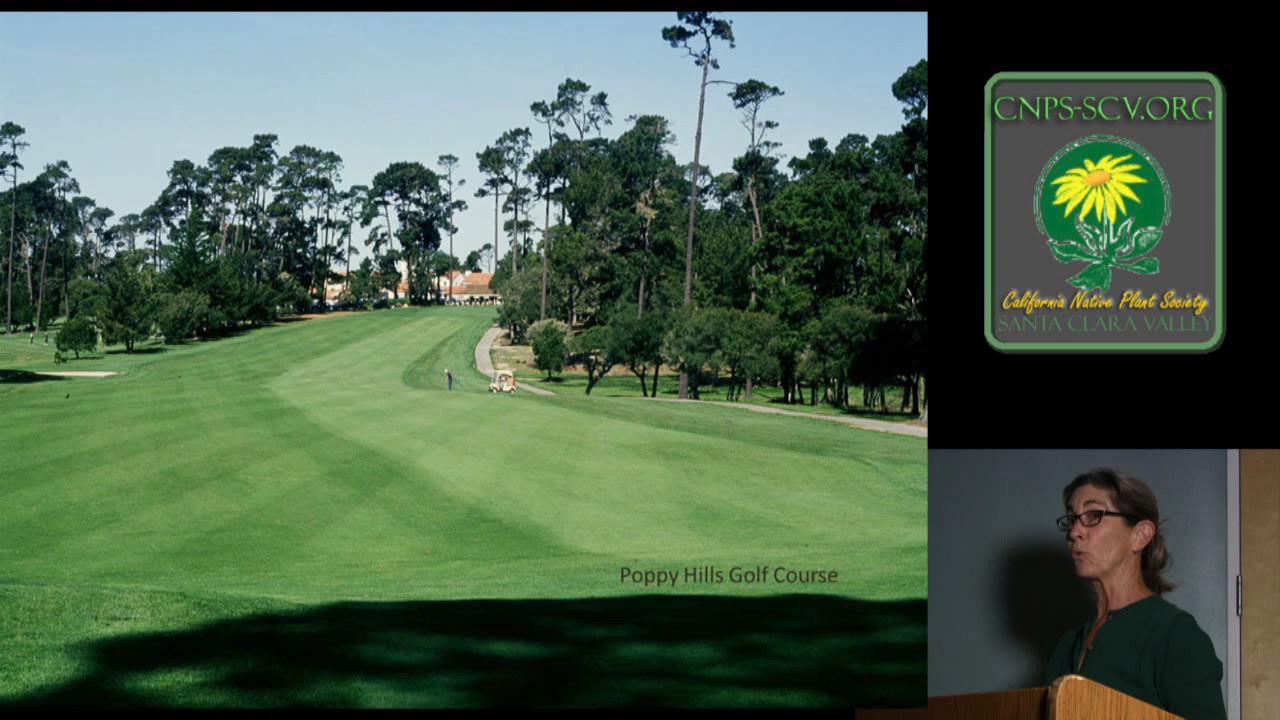 CNPS-SCV.ORG
California Native Plant Society
SANTA CLARA VALLEY
Poppy Hills Golf Course